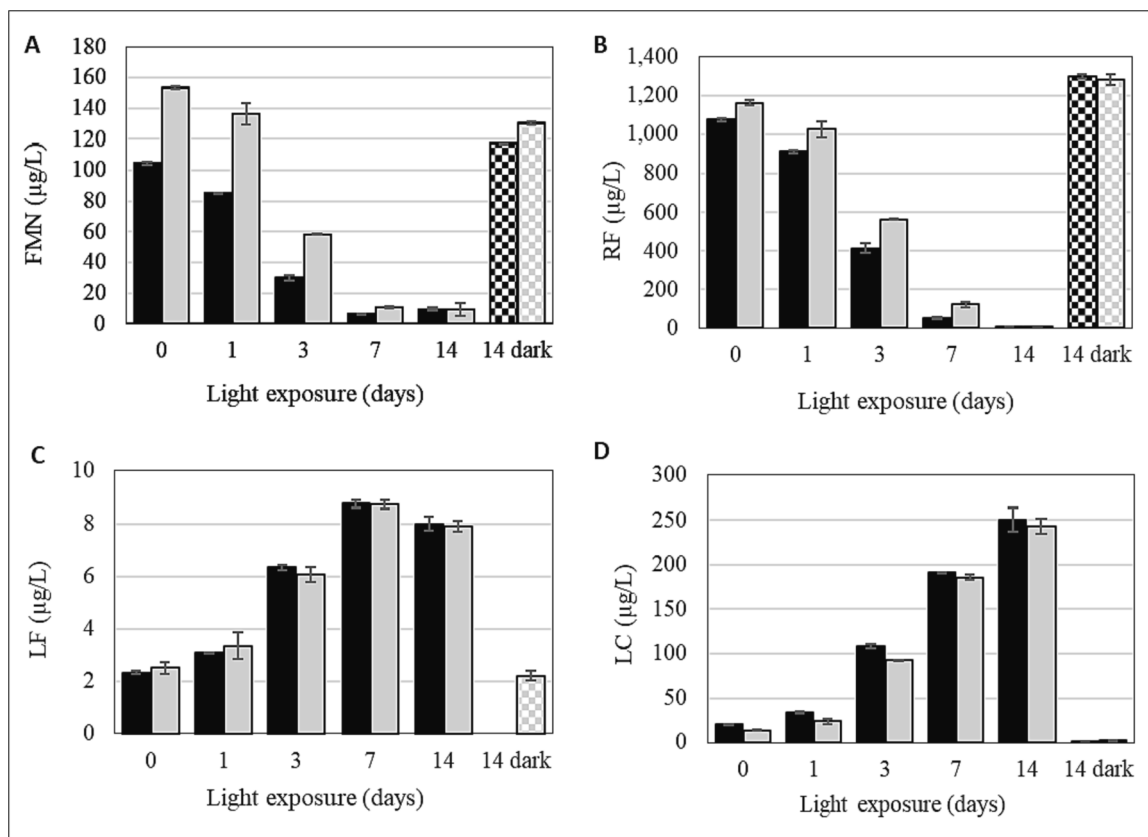 A
FMN (µg/L)
180
160
140
120
100
80
60
40
20
0
0 1 3 7 14 14 dark
Light exposure (days)
B
RF (µg/L)
1,400
1,200
1,000
800
600
400
200
0
0 1 3 7 14 14 dark
Light exposure (days)
C
LF (µg/L)
10
8
6
4
2
0
0 1 3 7 14 14 dark
Light exposure (days)
D
LC (µg/L)
300
250
200
150
100
50
0
0 1 3 7 14 14 dark
Light exposure (days)